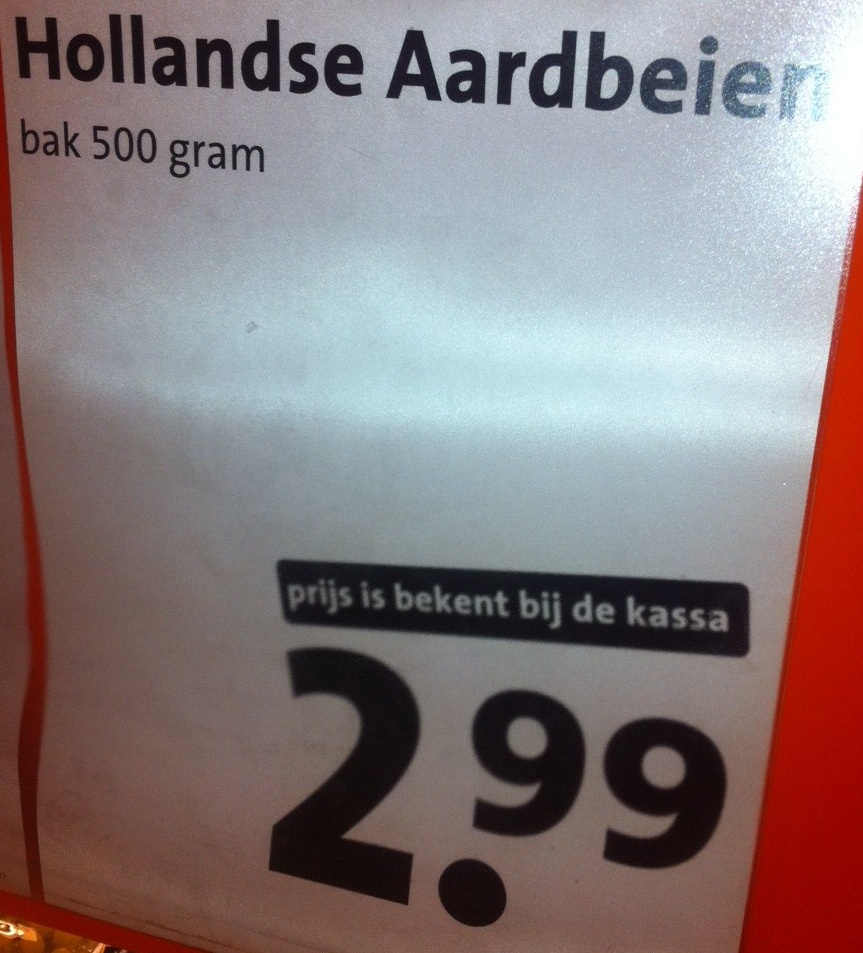 Hollandse Aardbeien
bak 500 gram
prijs is bekent bij de kassa
2.99